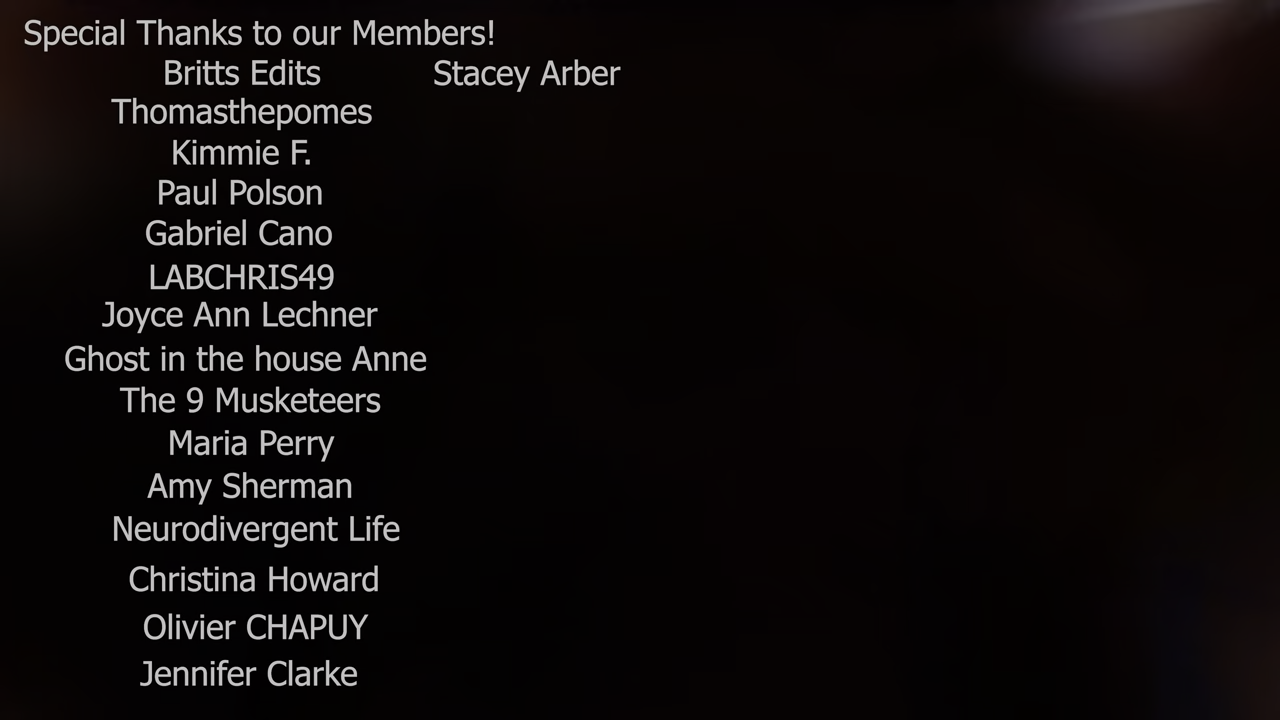 Special Thanks to our Members!
Britts Edits Stacey Arber
Thomasthepomes
Kimmie F.
Paul Polson
Gabriel Cano
LABCHRIS49
Joyce Ann Lechner
Ghost in the house Anne
The 9 Musketeers
Maria Perry
Amy Sherman
Neurodivergent Life
Christina Howard
Olivier CHAPUY
Jennifer Clarke